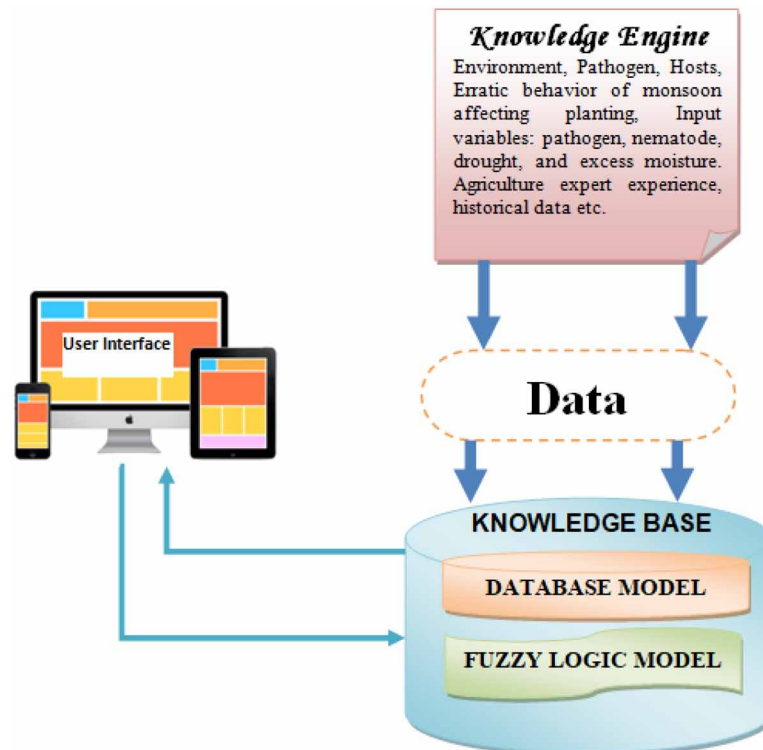 Knowledge Engine
Environment, Pathogen, Hosts,
Erratic behavior of monsoon
affecting planting, Input
variables: pathogen, nematode,
drought, and excess moisture.
Agriculture expert experience,
historical data etc.
User Interface
Data
KNOWLEDGE BASE
DATABASE MODEL
FUZZY LOGIC MODEL